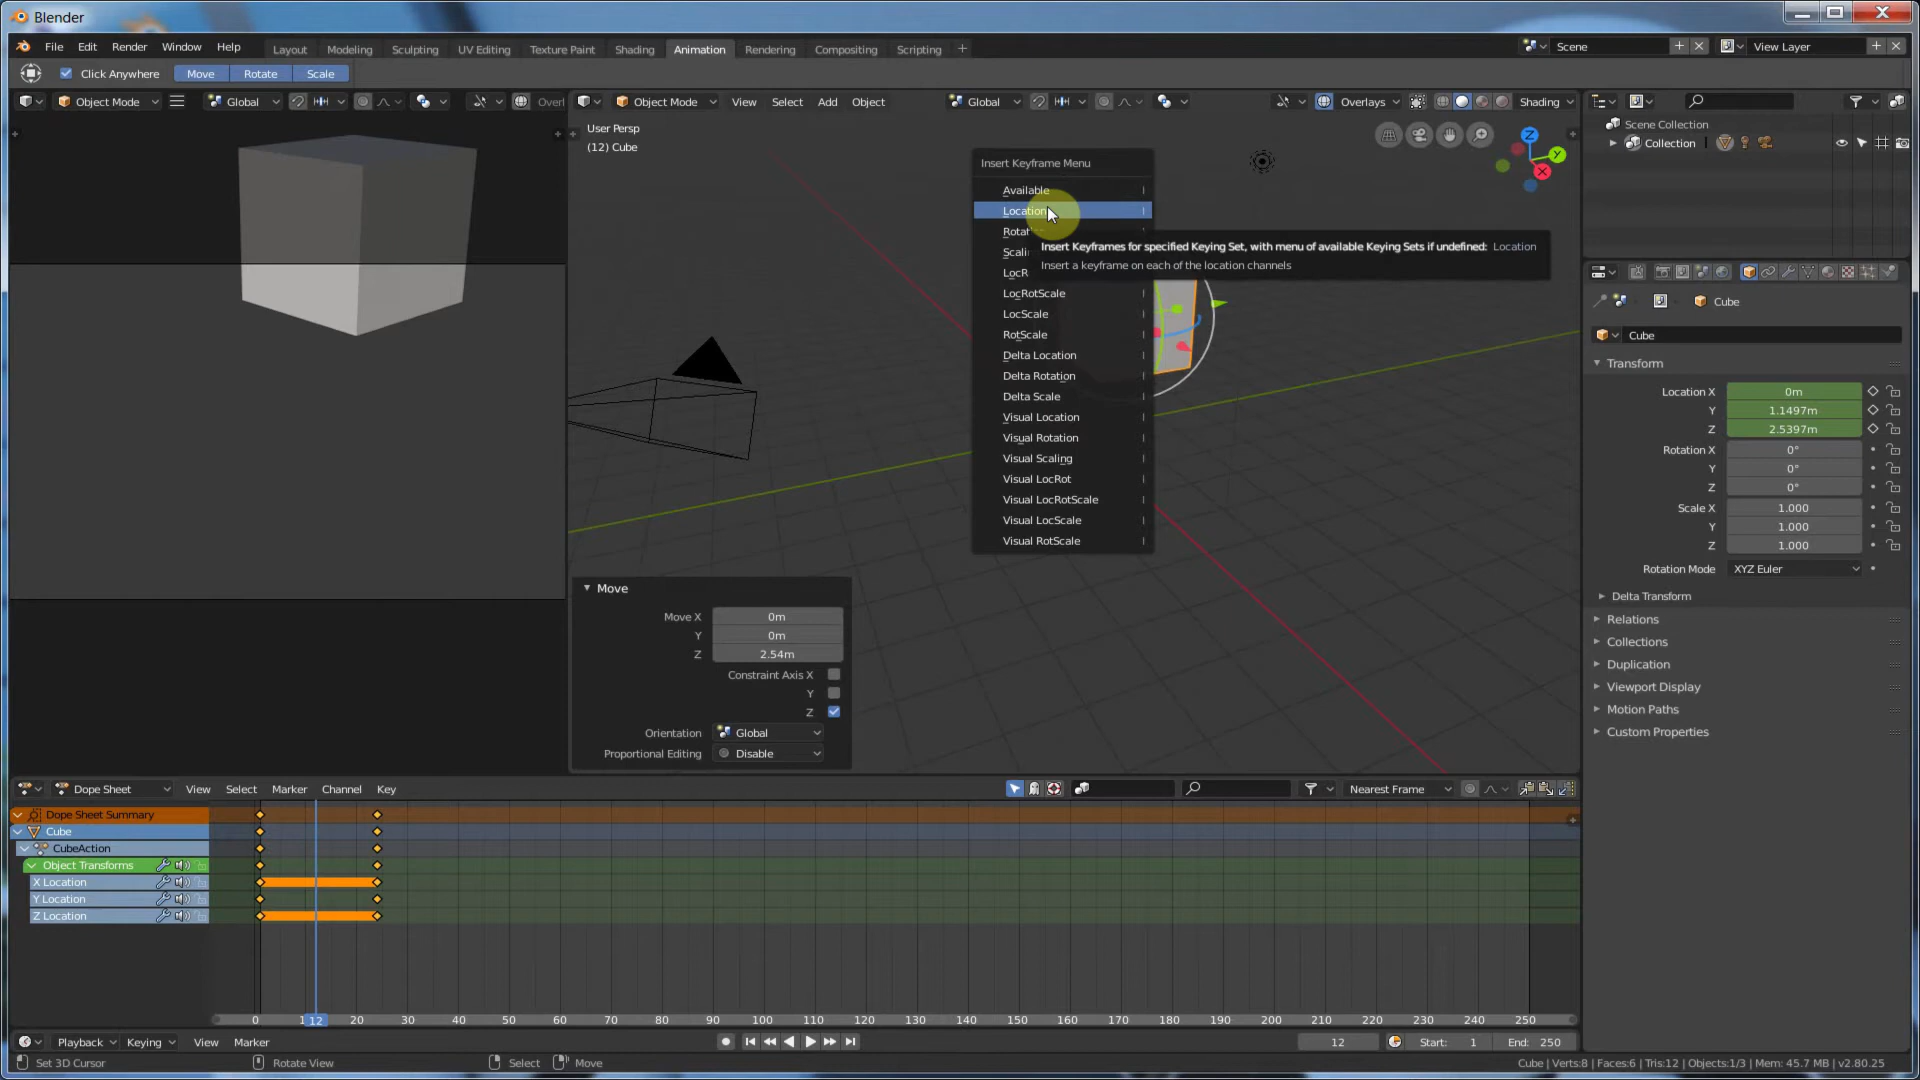 Blender
File Edit Render Window Help Layout Modeling Sculpting UV Editing Texture Paint Shading Animation Rendering Compositing Scripting + Scene View Layer
Click Anywhere Move Rotate Scale
Object Mode Global Overl
Object Mode View Select Add Object Global Overlays Shading
User Persp
(12) Cube
Insert Keyframe Menu
Available I
Location I
Rotat
Scali
LocR
LocRotScale I
LocScale I
RotScale I
Delta Location I
Delta Rotation I
Delta Scale I
Visual Location I
Visual Rotation I
Visual Scaling I
Visual LocRot I
Visual LocRotScale I
Visual LocScale I
Visual RotScale I
Insert Keyframes for specified Keying Set, with menu of available Keying Sets if undefined: Location
Insert a keyframe on each of the location channels
Z
Y
X
Move
Move X 0m
Y 0m
Z 2.54m
Constraint Axis X
Y
Z
Orientation Global
Proportional Editing Disable
Scene Collection
Collection
Cube
Cube
Transform
Location X 0m
Y 1.1497m
Z 2.5397m
Rotation X 0°
Y 0°
Z 0°
Scale X 1.000
Y 1.000
Z 1.000
Rotation Mode XYZ Euler
Delta Transform
Relations
Collections
Duplication
Viewport Display
Motion Paths
Custom Properties
Dope Sheet View Select Marker Channel Key Nearest Frame
Dope Sheet Summary
Cube
CubeAction
Object Transforms
X Location
Y Location
Z Location
0 1 12 20 30 40 50 60 70 80 90 100 110 120 130 140 150 160 170 180 190 200 210 220 230 240 250
Playback Keying View Marker 12 Start: 1 End: 250
Set 3D Cursor Rotate View Select Move Cube | Verts:8 | Faces:6 | Tris:12 | Objects:1/3 | Mem: 45.7 MB | v2.80.25